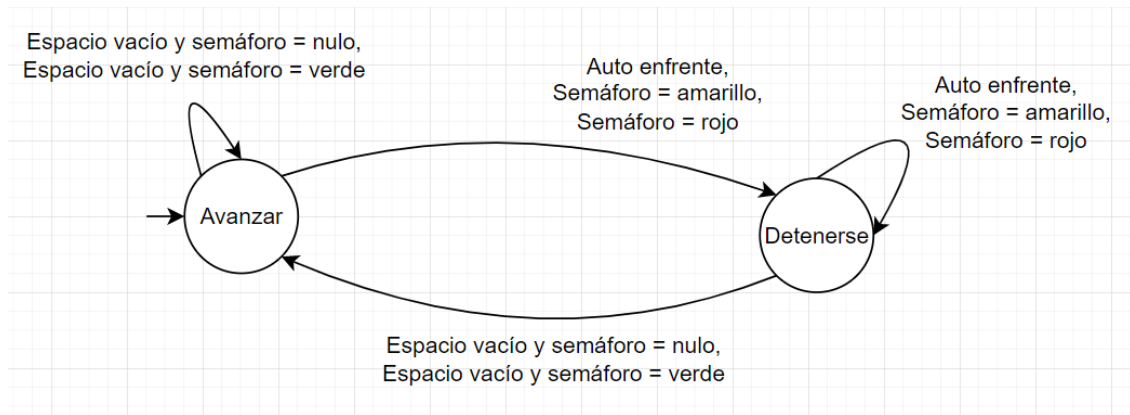 Espacio vacío y semáforo = nulo,
Espacio vacío y semáforo = verde
Auto enfrente,
Semáforo = amarillo,
Semáforo = rojo
Auto enfrente,
Semáforo = amarillo,
Semáforo = rojo
Avanzar
Detenerse
Espacio vacío y semáforo = nulo,
Espacio vacío y semáforo = verde